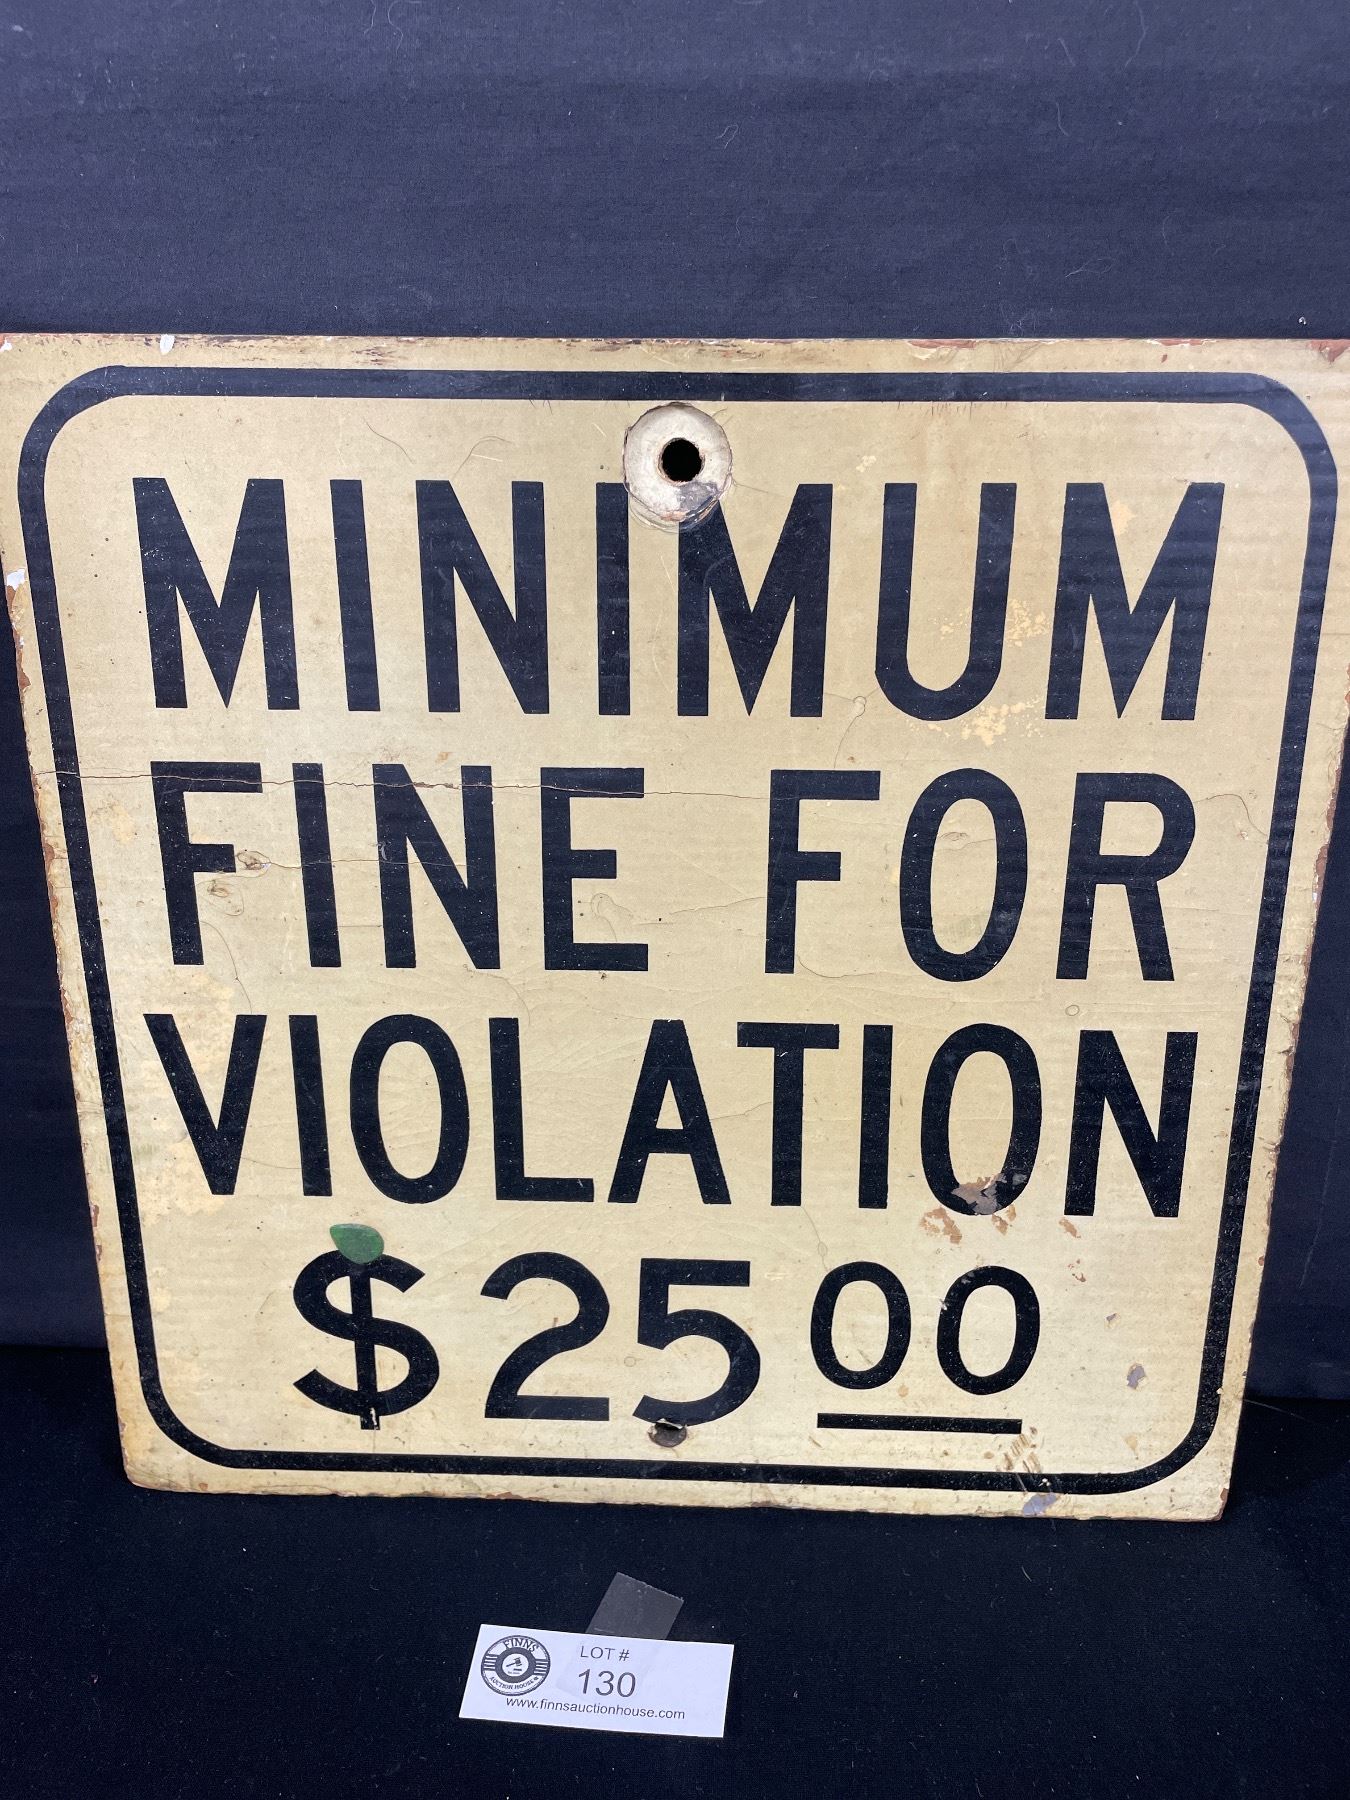 MINIMUM
FINE FOR
VIOLATION
$25 00
FINNS
AUCTION HOUSE
LOT #
130
www.finnsauctionhouse.com